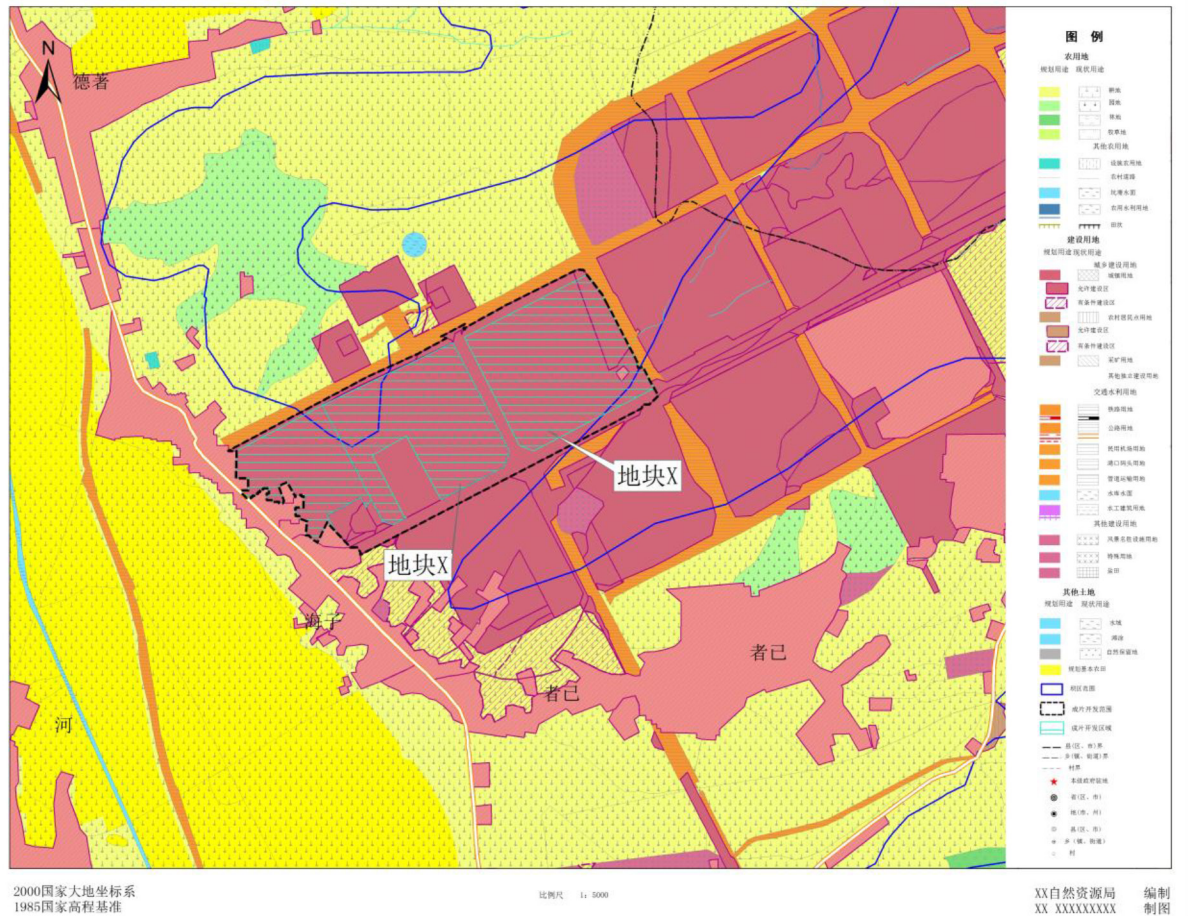 N
德著
地块X
地块X
海子
者己
者己
河
图 例
农用地
规划用途 现状用途
耕地
园地
林地
牧草地
其他农用地
设施农用地
农村道路
坑塘水面
农用水利用地
田坎
建设用地
规划用途 现状用途
城乡建设用地
城镇用地
允许建设区
有条件建设区
农村居民点用地
允许建设区
有条件建设区
采矿用地
其他独立建设用地
交通水利用地
铁路用地
公路用地
民用机场用地
港口码头用地
管道运输用地
水库水面
水工建筑用地
其他建设用地
风景名胜设施用地
特殊用地
盐田
其他土地
规划用途 现状用途
水域
滩涂
自然保留地
规划基本农田
成片开发范围
成片开发区域
县(区、市)界
乡(镇、街道)界
村界
本级政府驻地
省(区、市)
地(市、州)
县(区、市)
乡(镇、街道)
村
2000国家大地坐标系
1985国家高程基准
比例尺 1: 5000
XX自然资源局 编制
XX XXXXXXXXX 制图